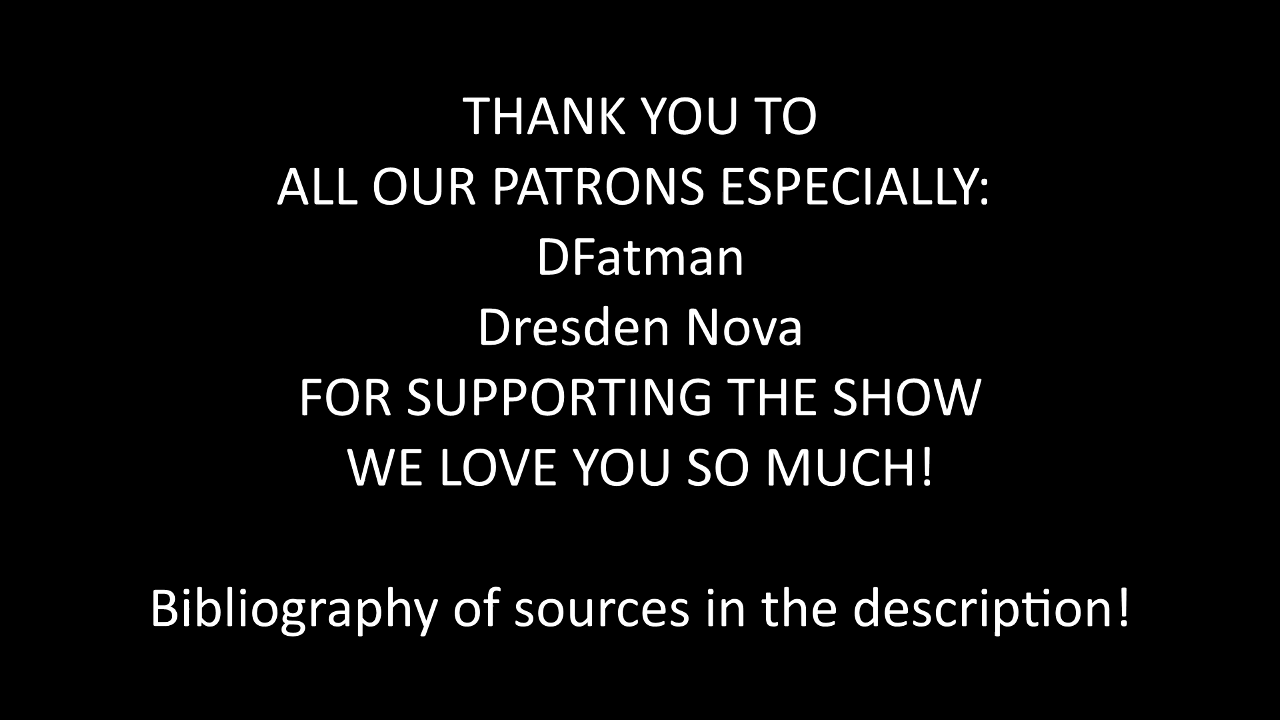 THANK YOU TO
ALL OUR PATRONS ESPECIALLY:
DFatman
Dresden Nova
FOR SUPPORTING THE SHOW
WE LOVE YOU SO MUCH!
Bibliography of sources in the description!